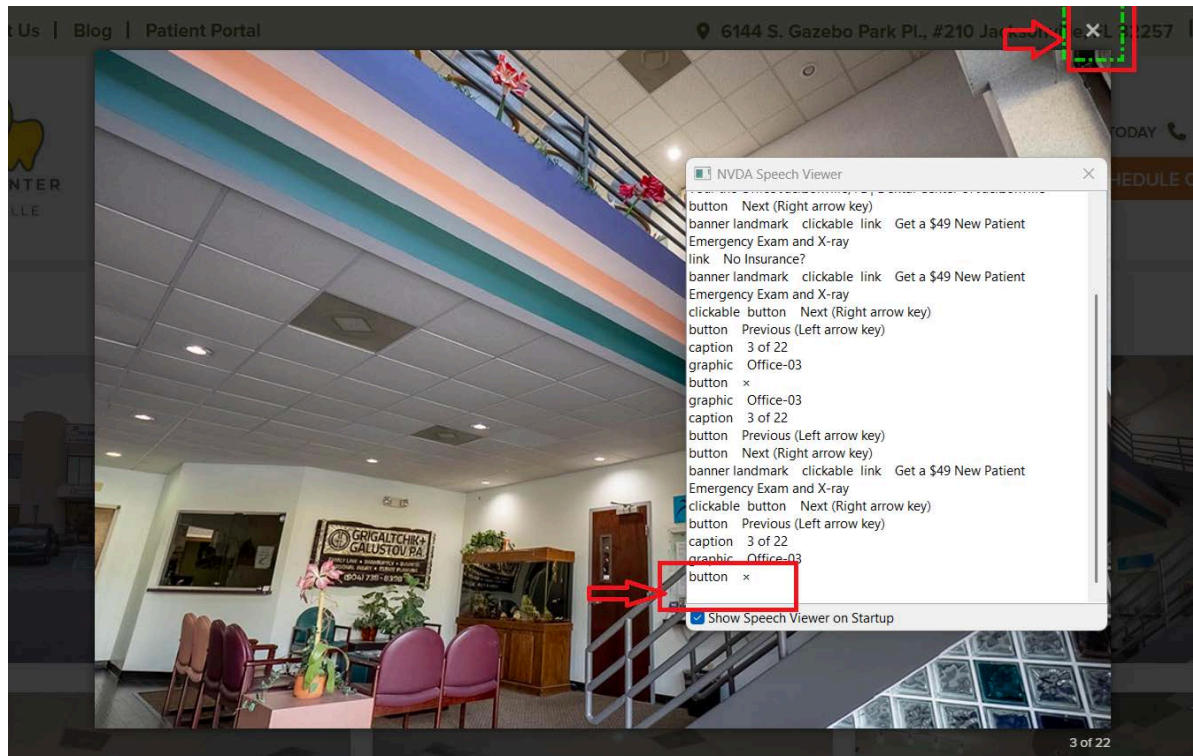 t Us | Blog | Patient Portal
6144 S. Gazebo Park Pl., #210 Jacksonville, FL 32257
×
NTER
LLE
TODAY
HEDULE
NVDA Speech Viewer
button Next (Right arrow key)
banner landmark clickable link Get a $49 New Patient
Emergency Exam and X-ray
link No Insurance?
banner landmark clickable link Get a $49 New Patient
Emergency Exam and X-ray
clickable button Next (Right arrow key)
button Previous (Left arrow key)
caption 3 of 22
graphic Office-03
button ×
graphic Office-03
caption 3 of 22
button Previous (Left arrow key)
button Next (Right arrow key)
banner landmark clickable link Get a $49 New Patient
Emergency Exam and X-ray
clickable button Next (Right arrow key)
button Previous (Left arrow key)
caption 3 of 22
graphic Office-03
button ×
Show Speech Viewer on Startup
GRIGALTCHIK+
GALUSTOV, P.A.
(904) 738-8398
3 of 22